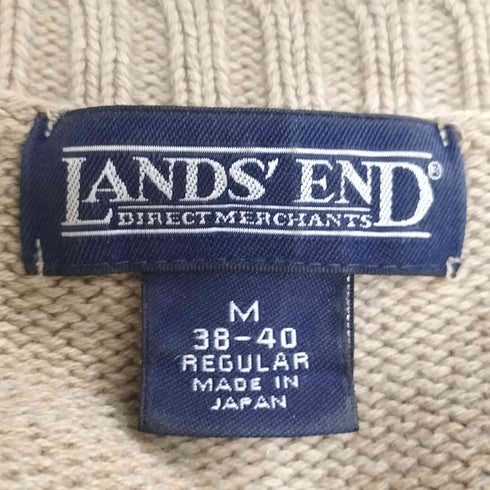 LANDS' END®
DIRECT MERCHANTS
M
38-40
REGULAR
MADE IN
JAPAN